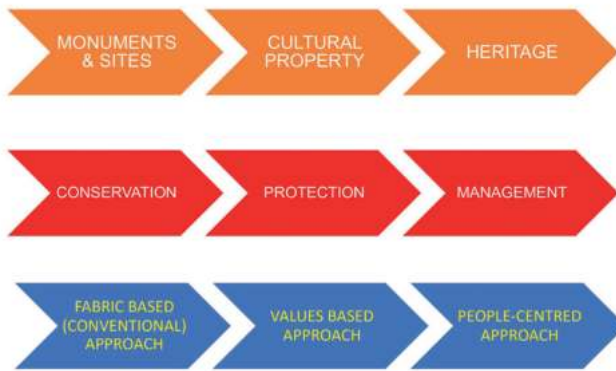 MONUMENTS
& SITES
CULTURAL
PROPERTY
HERITAGE
CONSERVATION
PROTECTION
MANAGEMENT
FABRIC BASED
(CONVENTIONAL)
APPROACH
VALUES BASED
APPROACH
PEOPLE-CENTRED
APPROACH